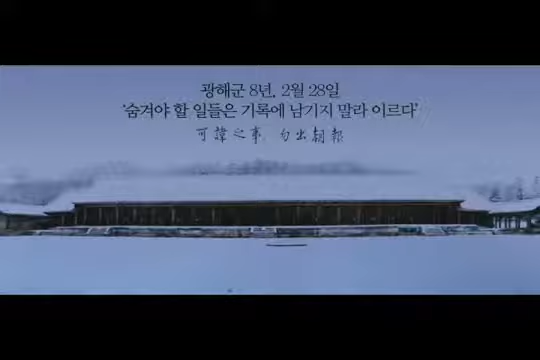 광해군 8년, 2월 28일
'숨겨야 할 일들은 기록에 남기지 말라 이르다'
可諱之事 勿出朝報